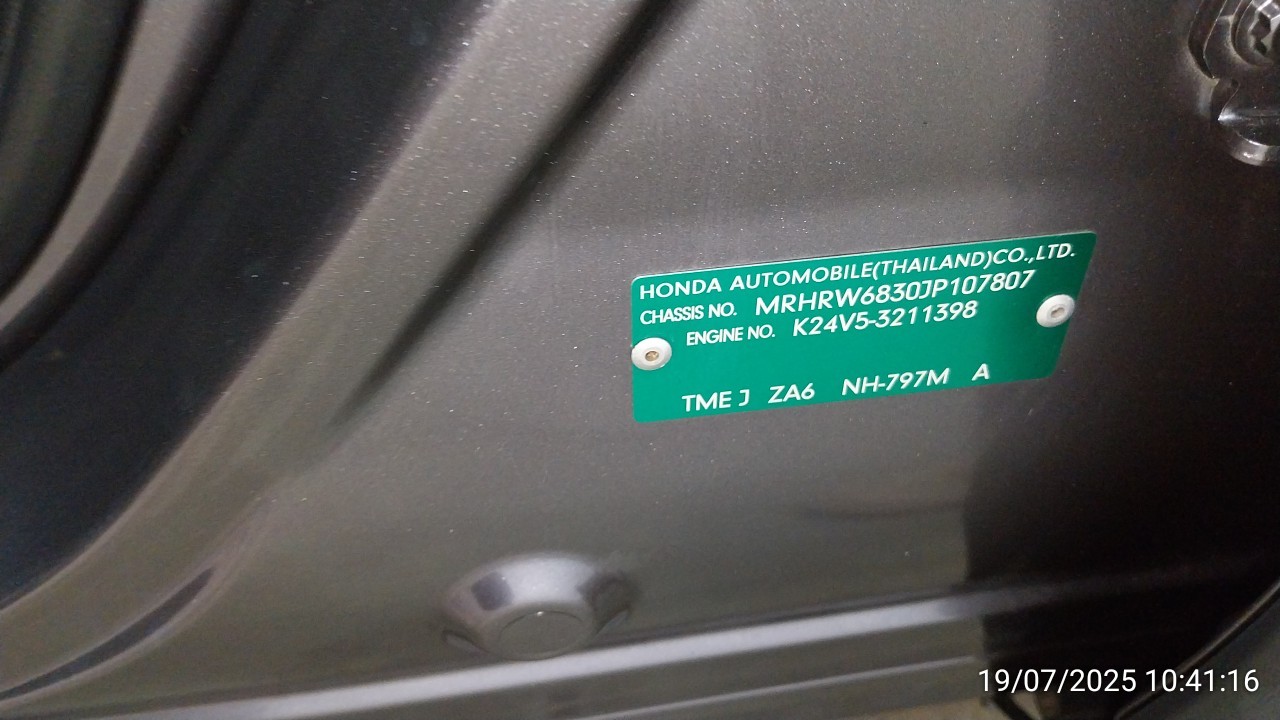 HONDA AUTOMOBILE(THAILAND)CO.,LTD.
CHASSIS NO. MRHRW6830JP107807
ENGINE NO. K24V5-3211398
TME J ZA6 NH-797M A
19/07/2025 10:41:16